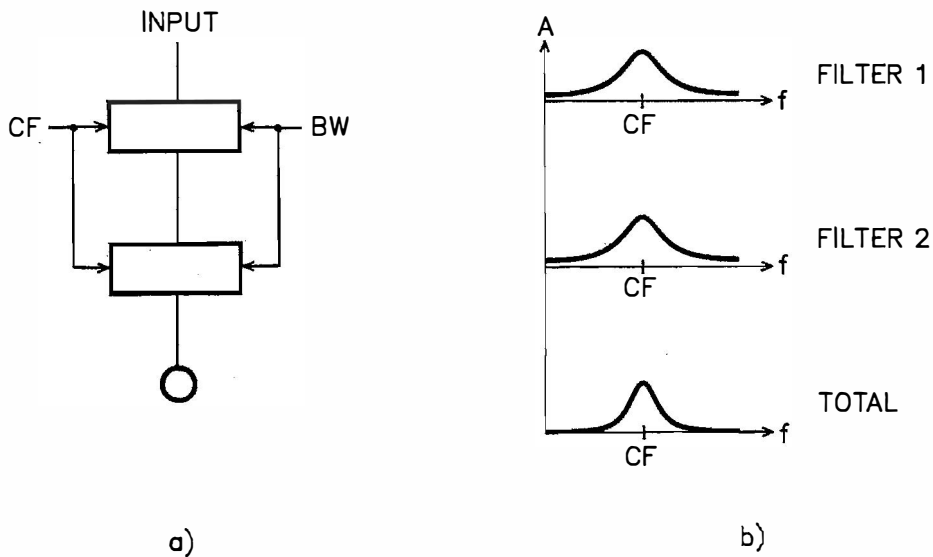 INPUT
CF
BW
a)
A
f
CF
FILTER 1
f
CF
FILTER 2
f
CF
TOTAL
b)